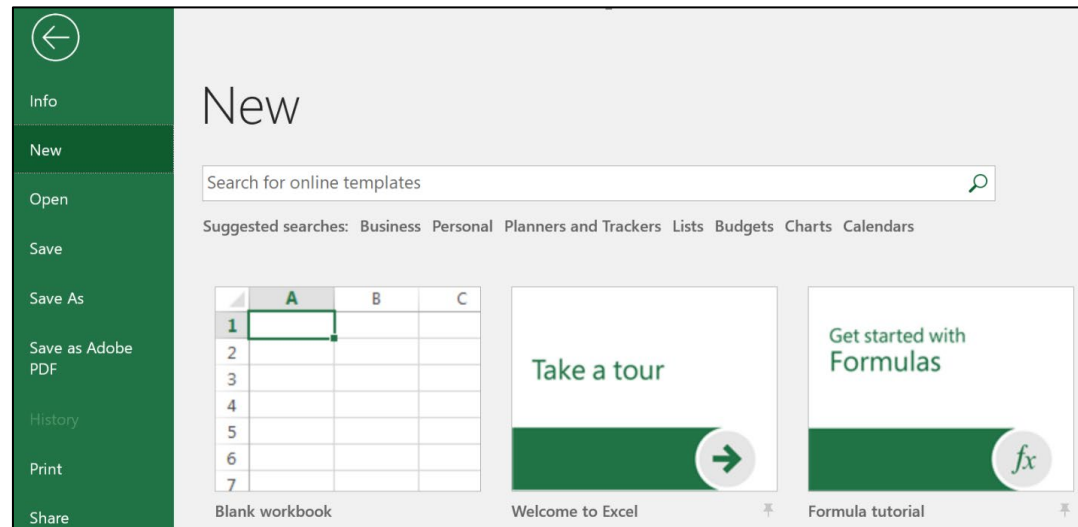 Info
New
Open
Save
Save As
Save as Adobe
PDF
History
Print
Share
New
Search for online templates
Suggested searches: Business Personal Planners and Trackers Lists Budgets Charts Calendars
A B C
1
2
3
4
5
6
7
Blank workbook
Take a tour
Welcome to Excel
Get started with
Formulas
fx
Formula tutorial